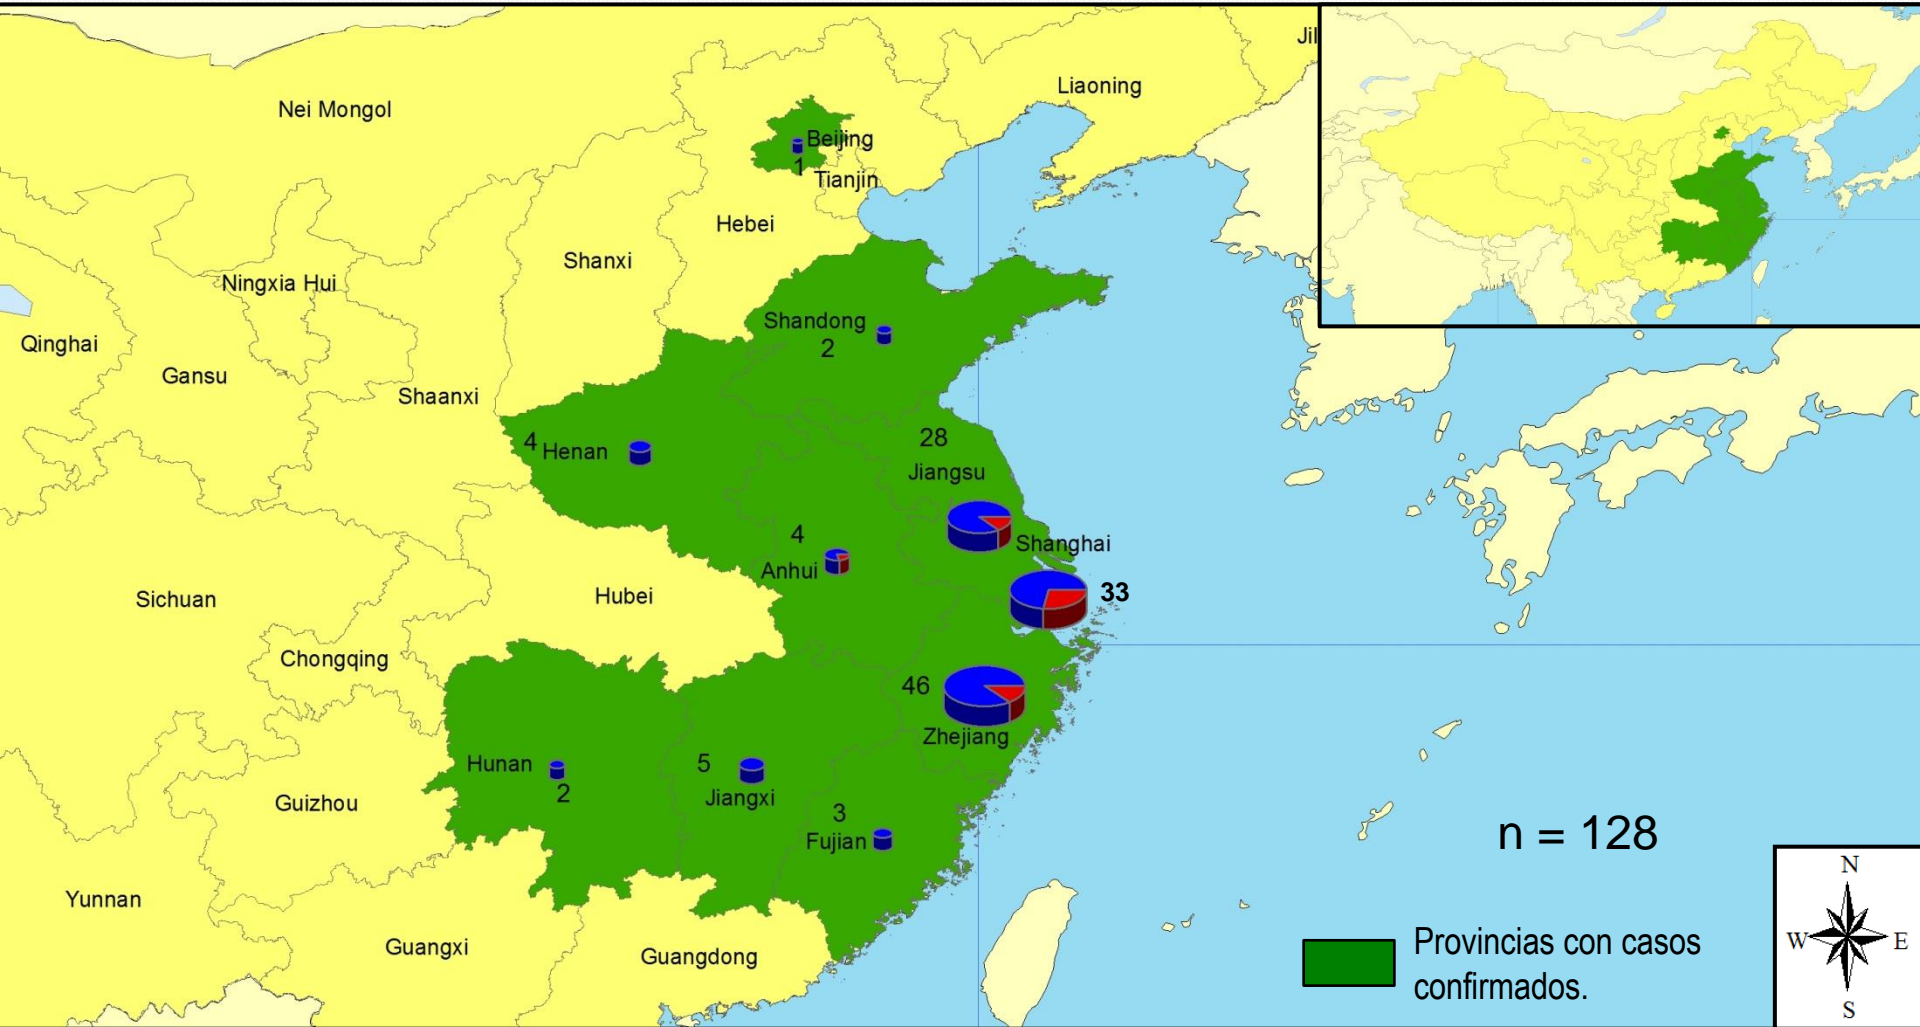 Jil
Liaoning
Nei Mongol
Beijing
1
Tianjin
Hebei
Shanxi
Ningxia Hui
Shandong
2
Qinghai
Gansu
Shaanxi
4
Henan
28
Jiangsu
4
Anhui
Shanghai
33
Sichuan
Hubei
Chongqing
46
Zhejiang
Hunan
2
5
Jiangxi
3
Fujian
Guizhou
n = 128
Yunnan
Guangxi
Guangdong
Provincias con casos
confirmados.
N
W
E
S